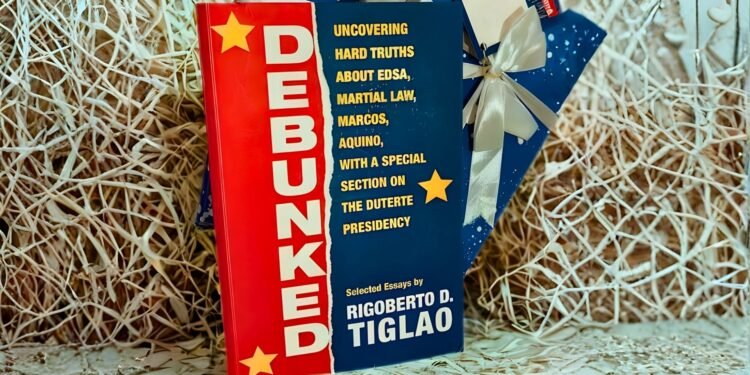 DEBUNKED
UNCOVERING
HARD TRUTHS
ABOUT EDSA,
MARTIAL LAW,
MARCOS,
AQUINO,
WITH A SPECIAL
SECTION ON
THE DUTERTE
PRESIDENCY
Selected Essays by
RIGOBERTO D.
TIGLAO